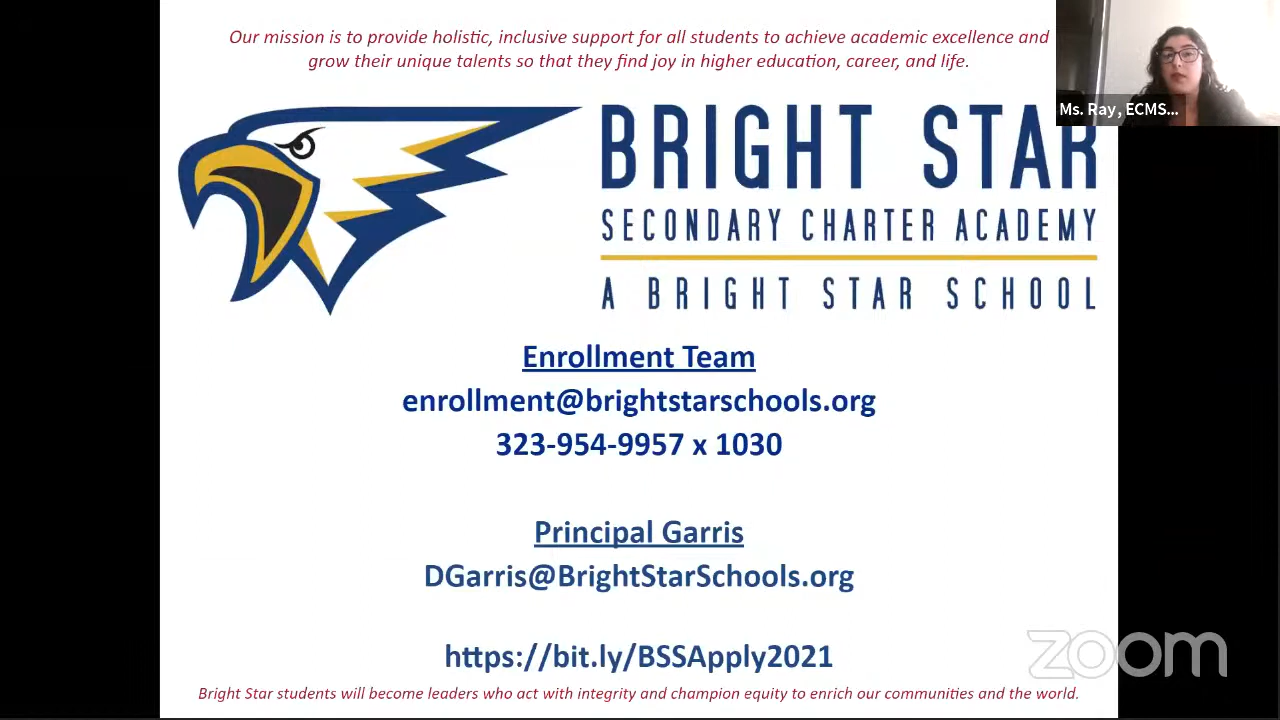 Our mission is to provide holistic, inclusive support for all students to achieve academic excellence and
grow their unique talents so that they find joy in higher education, career, and life.
Ms. Ray, ECMS...
BRIGHT STAR
SECONDARY CHARTER ACADEMY
A BRIGHT STAR SCHOOL
Enrollment Team
enrollment@brightstarschools.org
323-954-9957 x 1030
Principal Garris
DGarris@BrightStarSchools.org
https://bit.ly/BSSApply2021
zoom
Bright Star students will become leaders who act with integrity and champion equity to enrich our communities and the world.